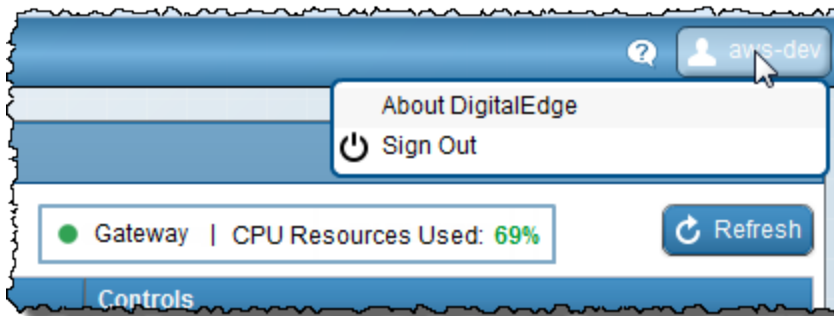 aws-dev
About DigitalEdge
Sign Out
Gateway | CPU Resources Used: 69%
Refresh
Controls